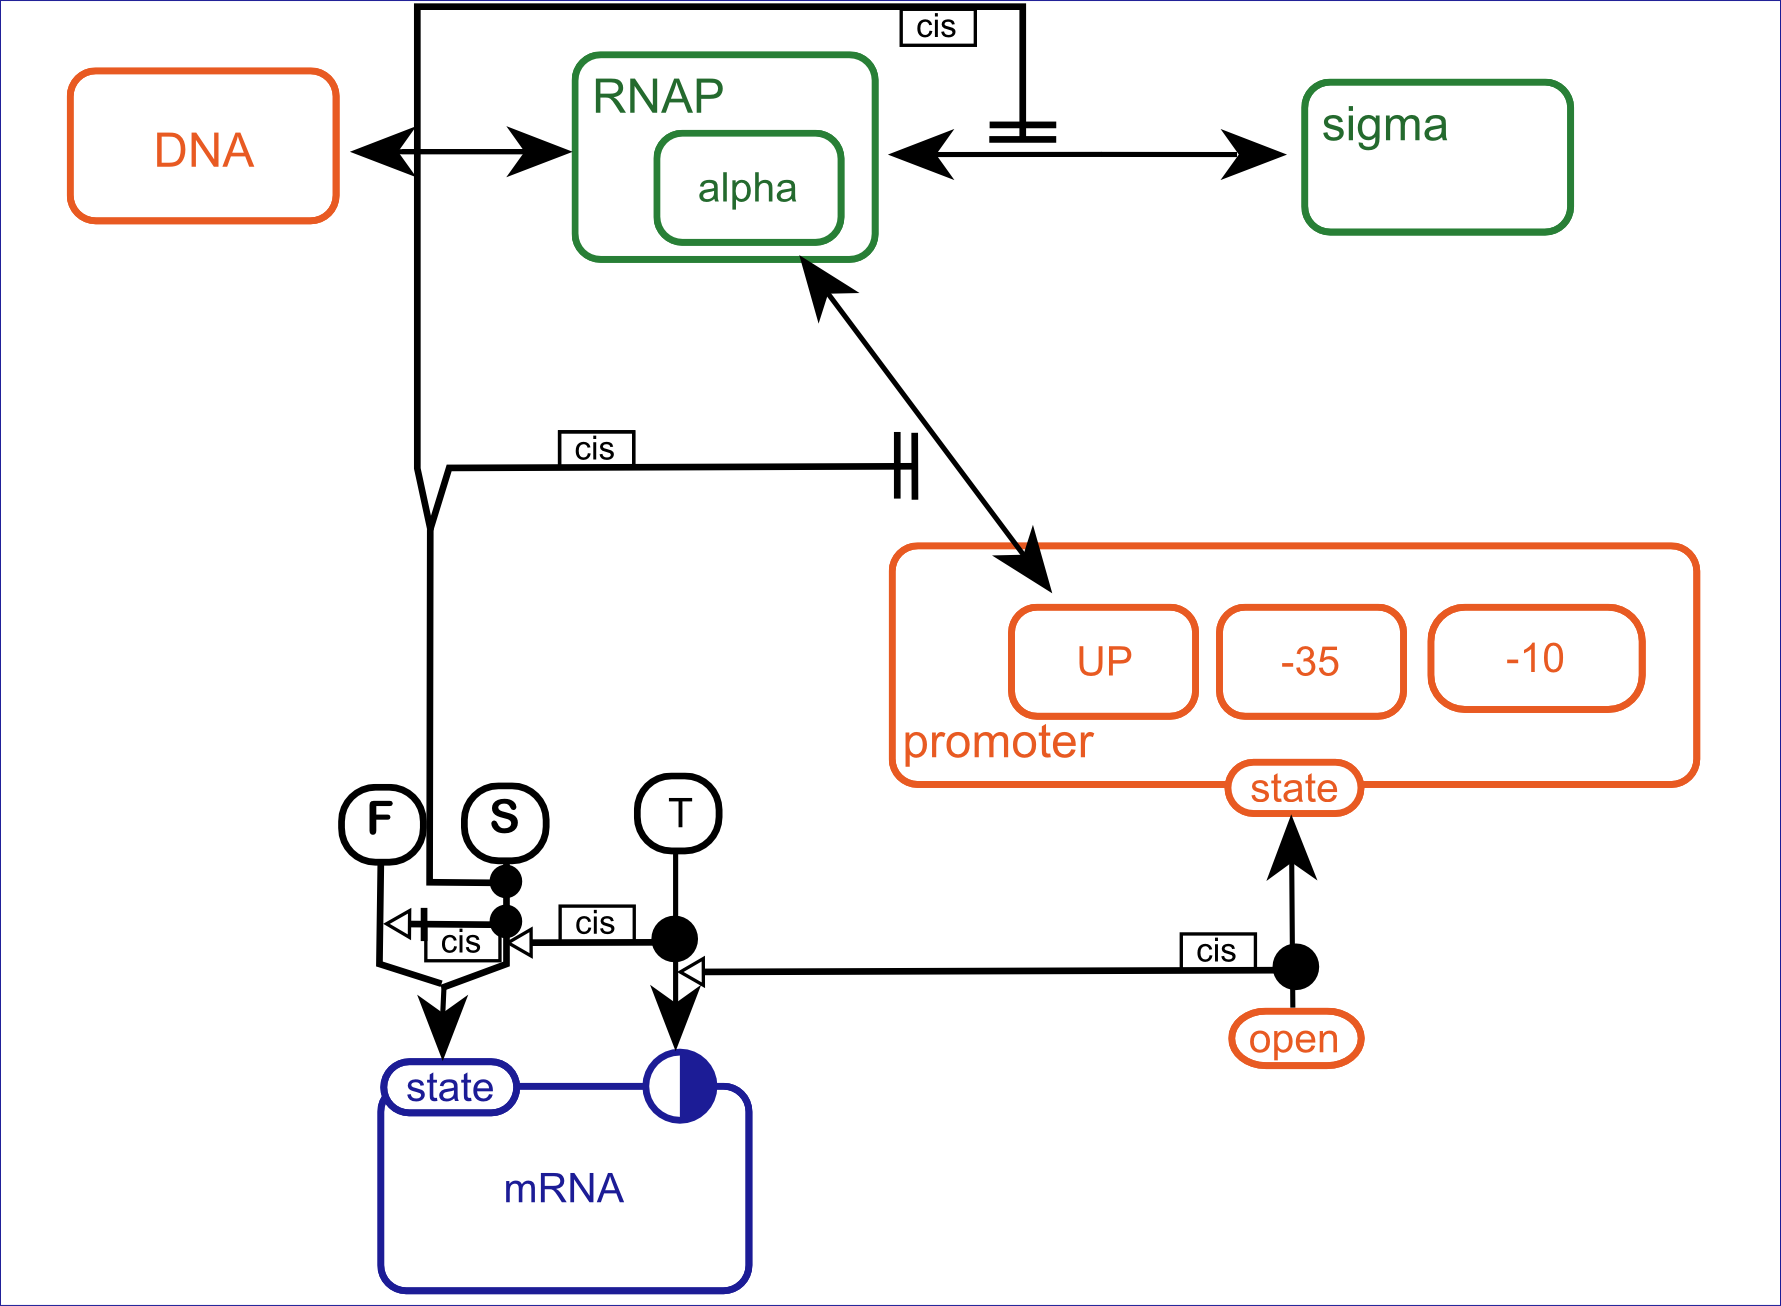 cis
RNAP
DNA
alpha
sigma
cis
UP
-35
-10
promoter
state
F
S
T
cis
cis
cis
open
state
mRNA